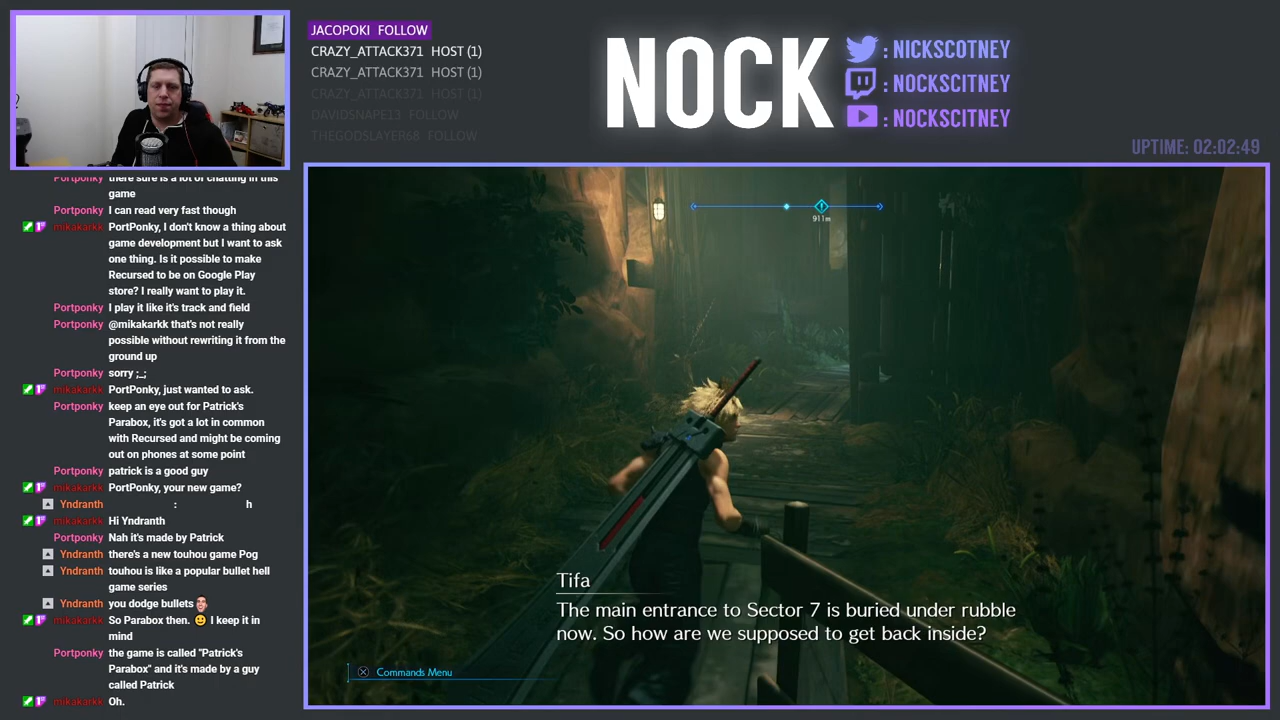 JACOPOKI FOLLOW
CRAZY_ATTACK371 HOST (1)
CRAZY_ATTACK371 HOST (1)
CRAZY_ATTACK371 HOST (1)
DAVIDSNAPE13 FOLLOW
THEGODSLAYER68 FOLLOW
NOCK
: NICKSCOTNEY
: NOCKSCITNEY
: NOCKSCITNEY
UPTIME: 02:02:49
Portponky there sure is a lot of chatting in this
game
Portponky I can read very fast though
mikakarkk PortPonky, I don't know a thing about
game development but I want to ask
one thing. Is it possible to make
Recursed to be on Google Play
store? I really want to play it.
Portponky I play it like it's track and field
Portponky @mikakarkk that's not really
possible without rewriting it from the
ground up
Portponky sorry ;_;
mikakarkk PortPonky, just wanted to ask.
Portponky keep an eye out for Patrick's
Parabox, it's got a lot in common
with Recursed and might be coming
out on phones at some point
Portponky patrick is a good guy
mikakarkk PortPonky, your new game?
Yndranth : h
mikakarkk Hi Yndranth
Portponky Nah it's made by Patrick
Yndranth there's a new touhou game Pog
Yndranth touhou is like a popular bullet hell
game series
Yndranth you dodge bullets
mikakarkk So Parabox then. 😃 I keep it in
mind
Portponky the game is called "Patrick's
Parabox" and it's made by a guy
called Patrick
mikakarkk Oh.
911m
Tifa
The main entrance to Sector 7 is buried under rubble
now. So how are we supposed to get back inside?
Commands Menu